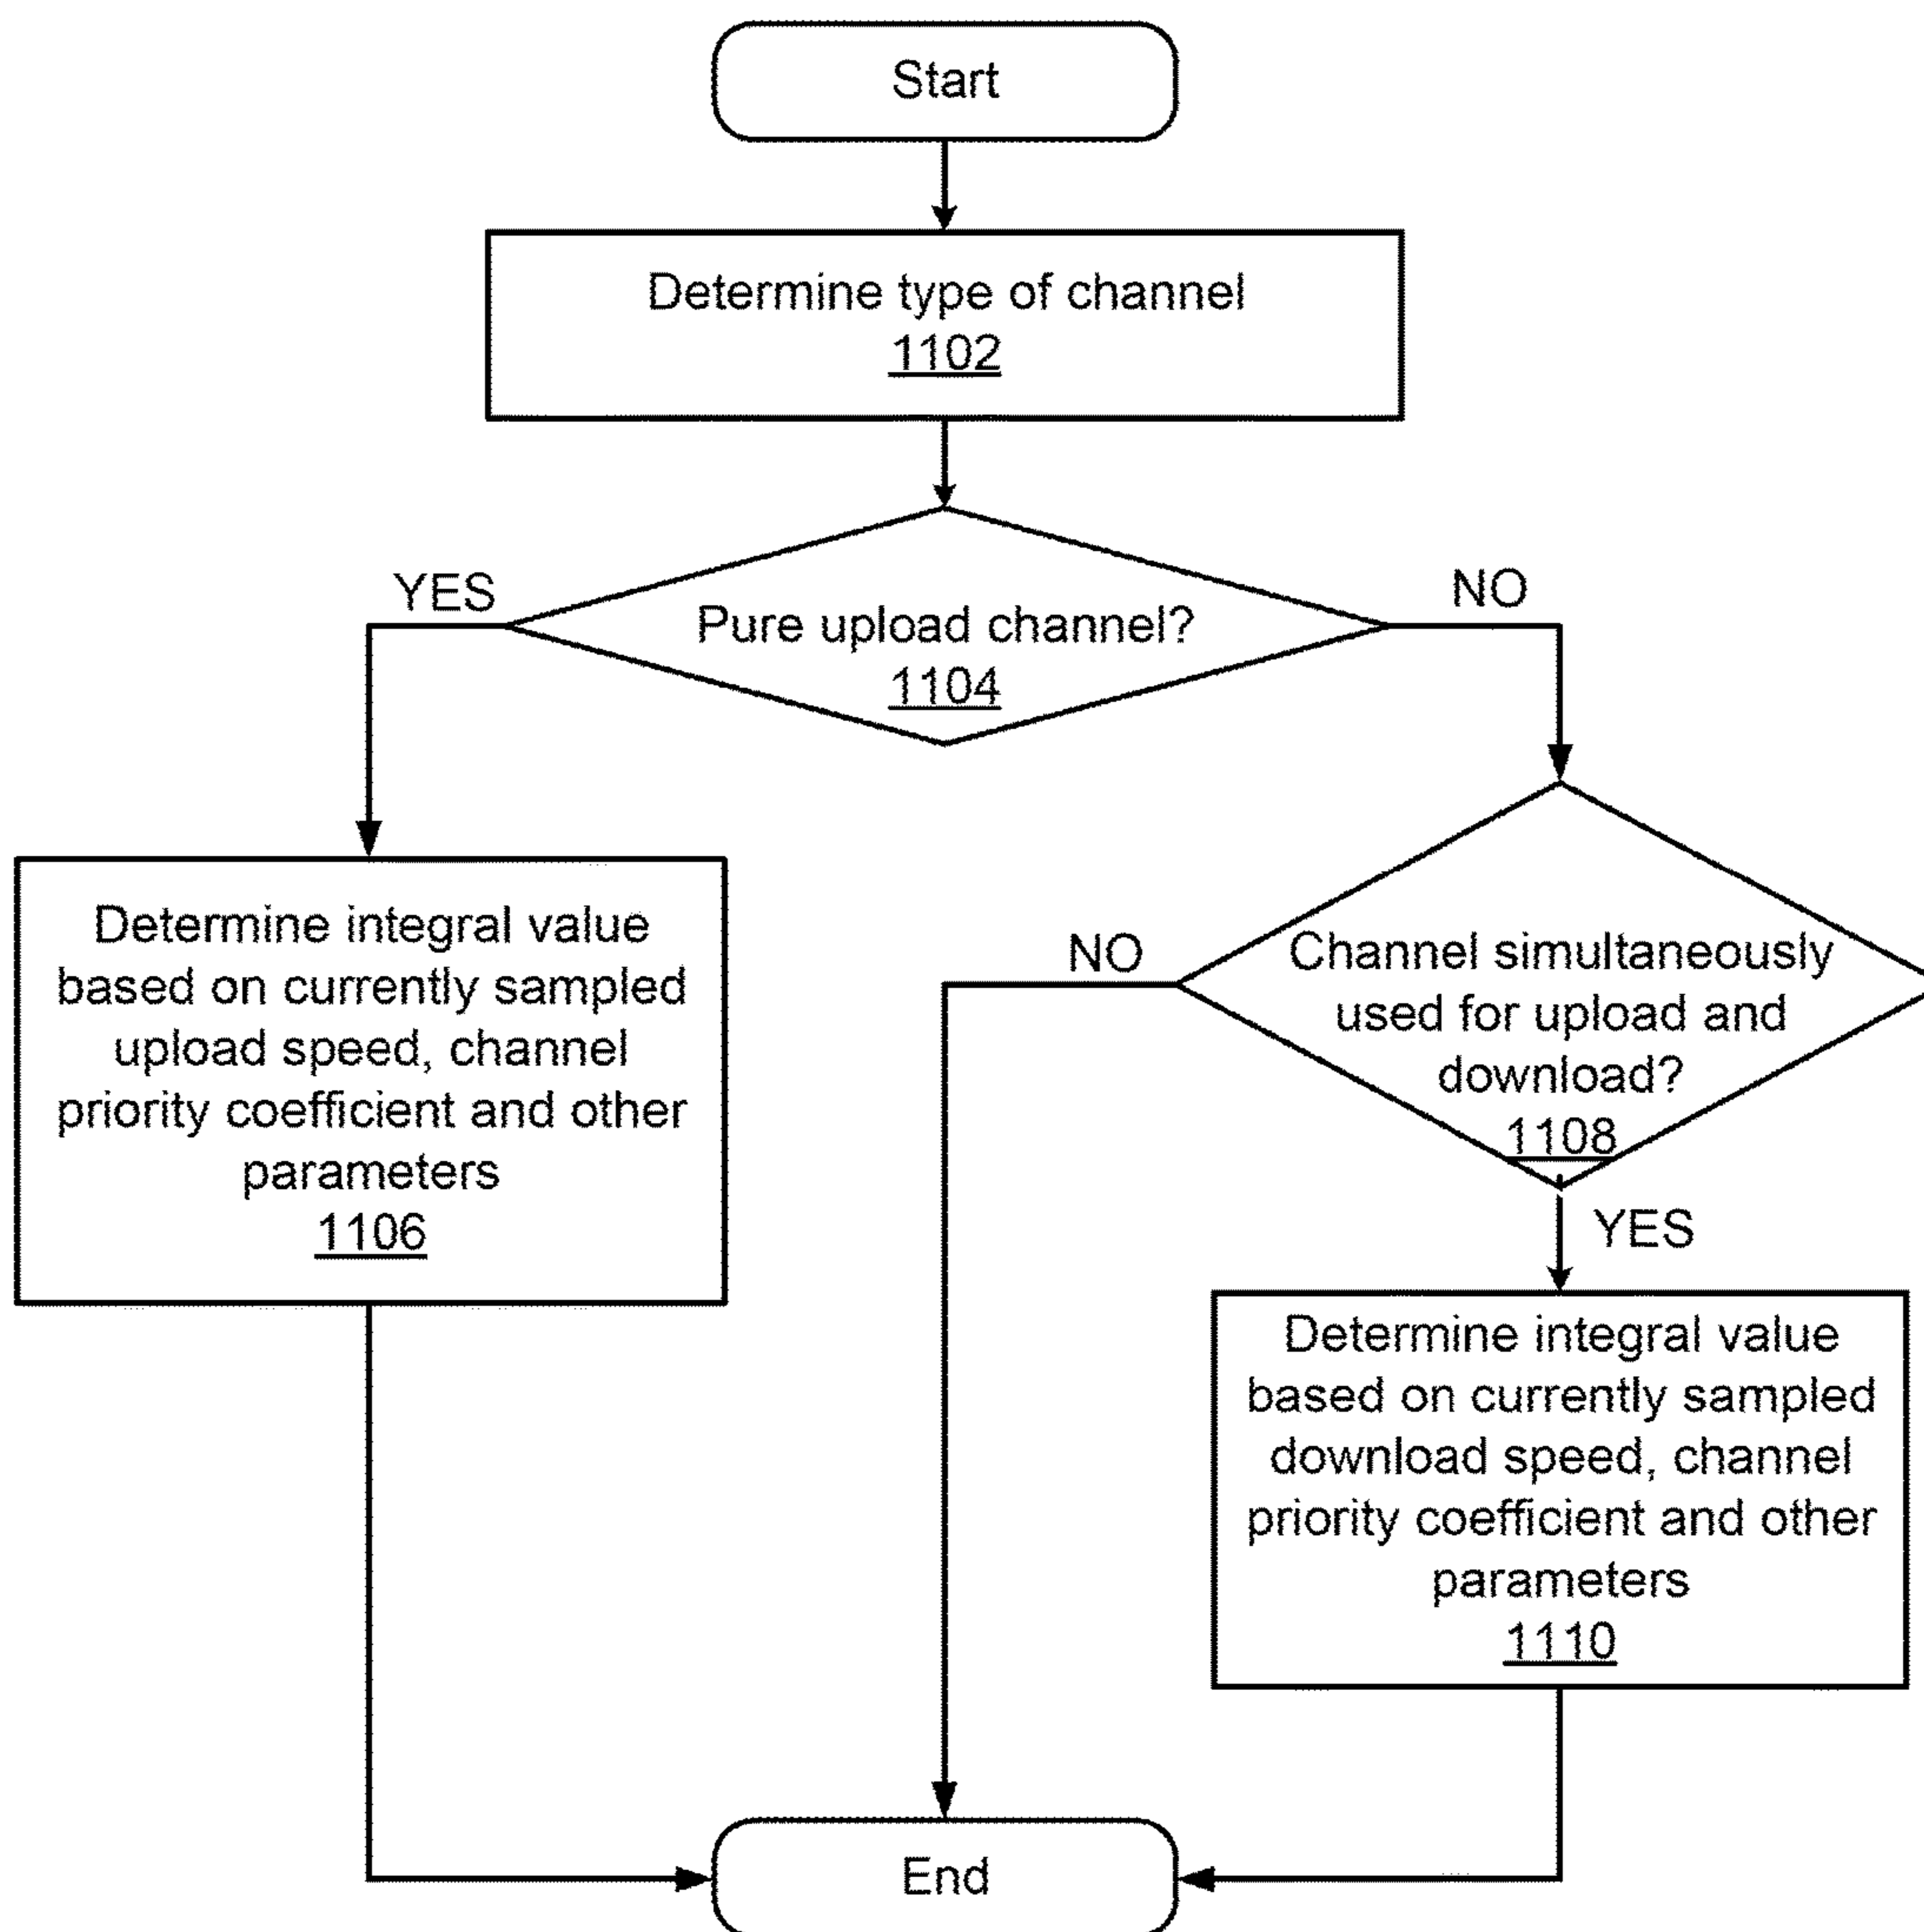 Start
Determine type of channel
1102
YES
NO
Pure upload channel?
1104
Determine integral value
based on currently sampled
upload speed, channel
priority coefficient and other
parameters
1106
NO
Channel simultaneously
used for upload and
download?
1108
YES
Determine integral value
based on currently sampled
download speed, channel
priority coefficient and other
parameters
1110
End